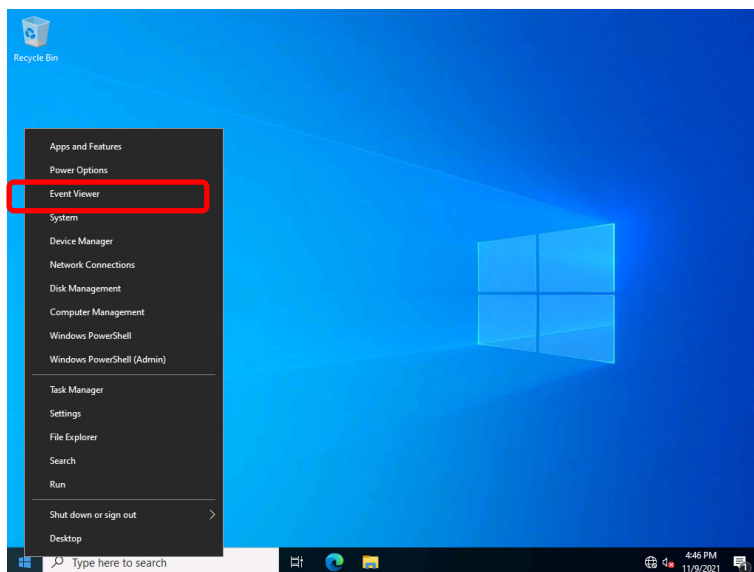 Recycle Bin
Apps and Features
Power Options
Event Viewer
System
Device Manager
Network Connections
Disk Management
Computer Management
Windows PowerShell
Windows PowerShell (Admin)
Task Manager
Settings
File Explorer
Search
Run
Shut down or sign out
Desktop
Type here to search
4:46 PM
11/9/2021
1